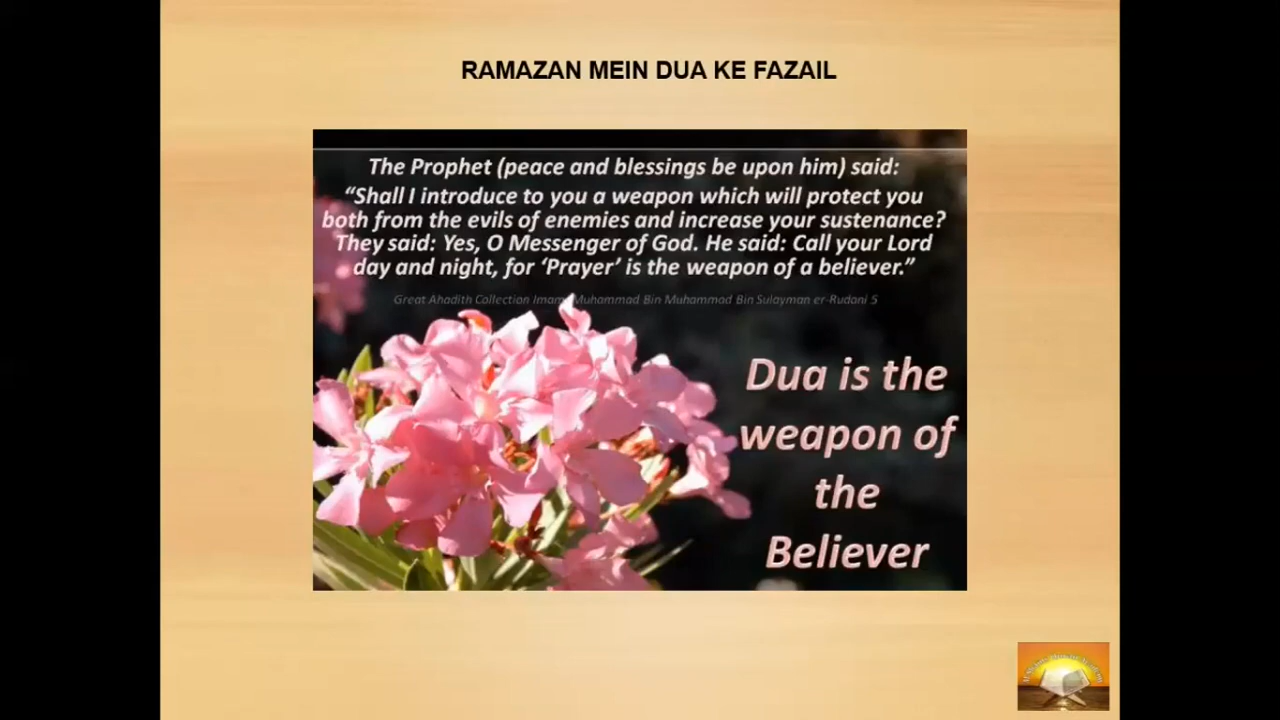 RAMAZAN MEIN DUA KE FAZAIL
The Prophet (peace and blessings be upon him) said:
“Shall I introduce to you a weapon which will protect you
both from the evils of enemies and increase your sustenance?
They said: Yes, O Messenger of God. He said: Call your Lord
day and night, for ‘Prayer’ is the weapon of a believer.”
Great Ahadith Collection Imam Muhammad Bin Muhammad Bin Sulayman er-Rudani 5
Dua is the
weapon of
the
Believer